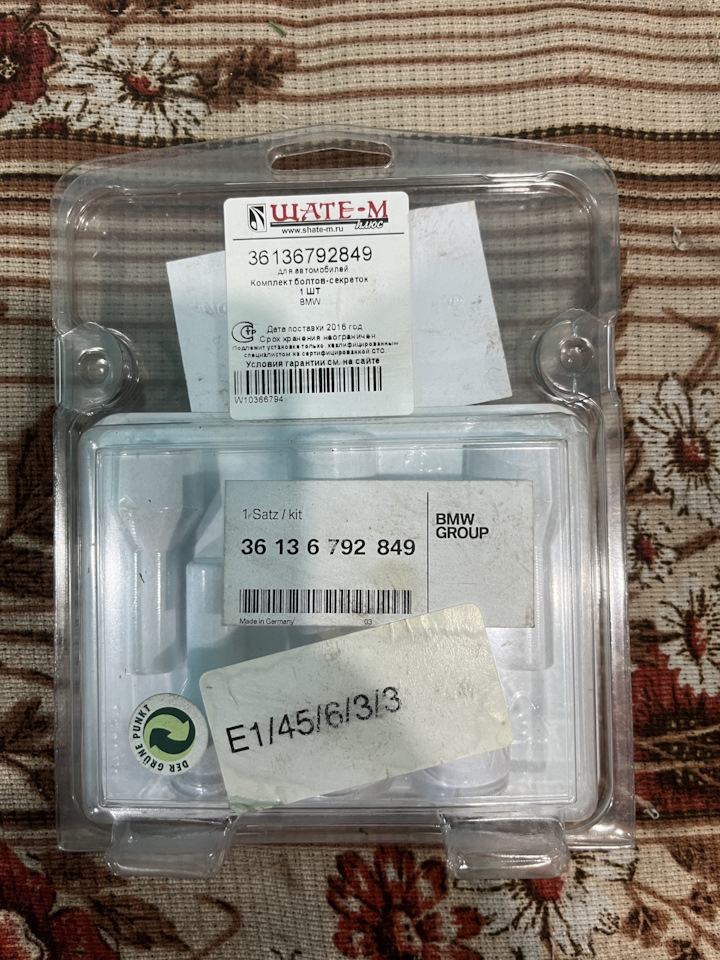 ШАТЕ-М
плюс
www.shate-m.ru
36136792849
для автомобилей
Комплект болтов-секреток
1 ШТ
BMW
Дата поставки 2016 год
Срок хранения неограничен
Подлежит установке только, квалифицированным
специалистом на сертифицированной СТО.
Условия гарантии см. на сайте
W10366794
1 Satz / kit
BMW
GROUP
36 13 6 792 849
Made in Germany
03
E1/45/6/3/3
DER GRÜNE PUNKT